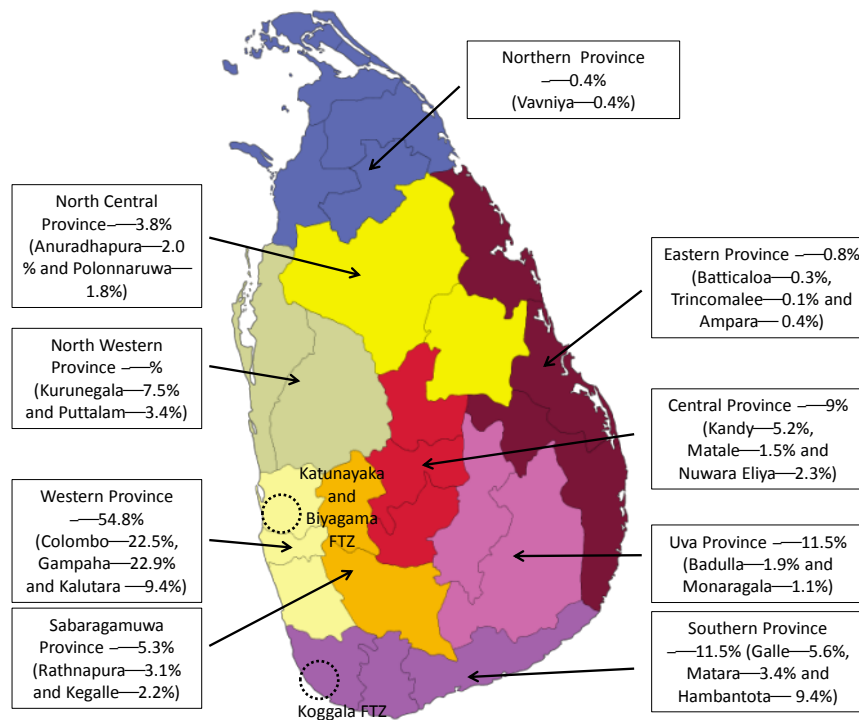 Northern Province
-—0.4%
(Vavniya—0.4%)
North Central
Province-—3.8%
(Anuradhapura—2.0
% and Polonnaruwa—
1.8%)
Eastern Province -—0.8%
(Batticaloa—0.3%,
Trincomalee—0.1% and
Ampara—0.4%)
North Western
Province -—%
(Kurunegala—7.5%
and Puttalam—3.4%)
Central Province -—9%
(Kandy—5.2%,
Matale—1.5% and
Nuwara Eliya—2.3%)
Katunayaka
and
Biyagama
FTZ
Western Province
-—54.8%
(Colombo—22.5%,
Gampaha—22.9%
and Kalutara—9.4%)
Uva Province -—11.5%
(Badulla—1.9% and
Monaragala—1.1%)
Sabaragamuwa
Province -—5.3%
(Rathnapura—3.1%
and Kegalle—2.2%)
Southern Province
-—11.5% (Galle—5.6%,
Matara—3.4% and
Hambantota—9.4%)
Koggala FTZ